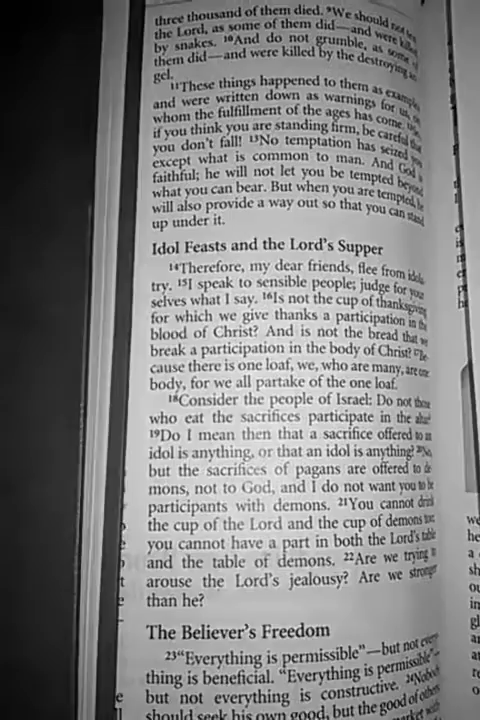 three thousand of them died. ⁹We should not test
the Lord, as some of them did—and were killed
by snakes. ¹⁰And do not grumble, as some of
them did—and were killed by the destroying an-
gel.
¹¹These things happened to them as examples
and were written down as warnings for us, on
whom the fulfillment of the ages has come.
if you think you are standing firm, be careful that
you don't fall! ¹³No temptation has seized you
except what is common to man. And God is
faithful; he will not let you be tempted beyond
what you can bear. But when you are tempted, he
will also provide a way out so that you can stand
up under it.
Idol Feasts and the Lord's Supper
¹⁴Therefore, my dear friends, flee from idola-
try. ¹⁵I speak to sensible people; judge for your-
selves what I say. ¹⁶Is not the cup of thanksgiving
for which we give thanks a participation in the
blood of Christ? And is not the bread that we
break a participation in the body of Christ? ¹⁷Be-
cause there is one loaf, we, who are many, are one
body, for we all partake of the one loaf.
¹⁸Consider the people of Israel: Do not those
who eat the sacrifices participate in the altar?
¹⁹Do I mean then that a sacrifice offered to an
idol is anything, or that an idol is anything? ²⁰No,
but the sacrifices of pagans are offered to de-
mons, not to God, and I do not want you to be
participants with demons. ²¹You cannot drink
the cup of the Lord and the cup of demons too;
you cannot have a part in both the Lord's table
and the table of demons. ²²Are we trying to
arouse the Lord's jealousy? Are we stronger
than he?
The Believer's Freedom
²³"Everything is permissible"—but not every-
thing is beneficial. "Everything is permissible"—
but not everything is constructive. ²⁴Nobody
should seek his own good, but the good of others.